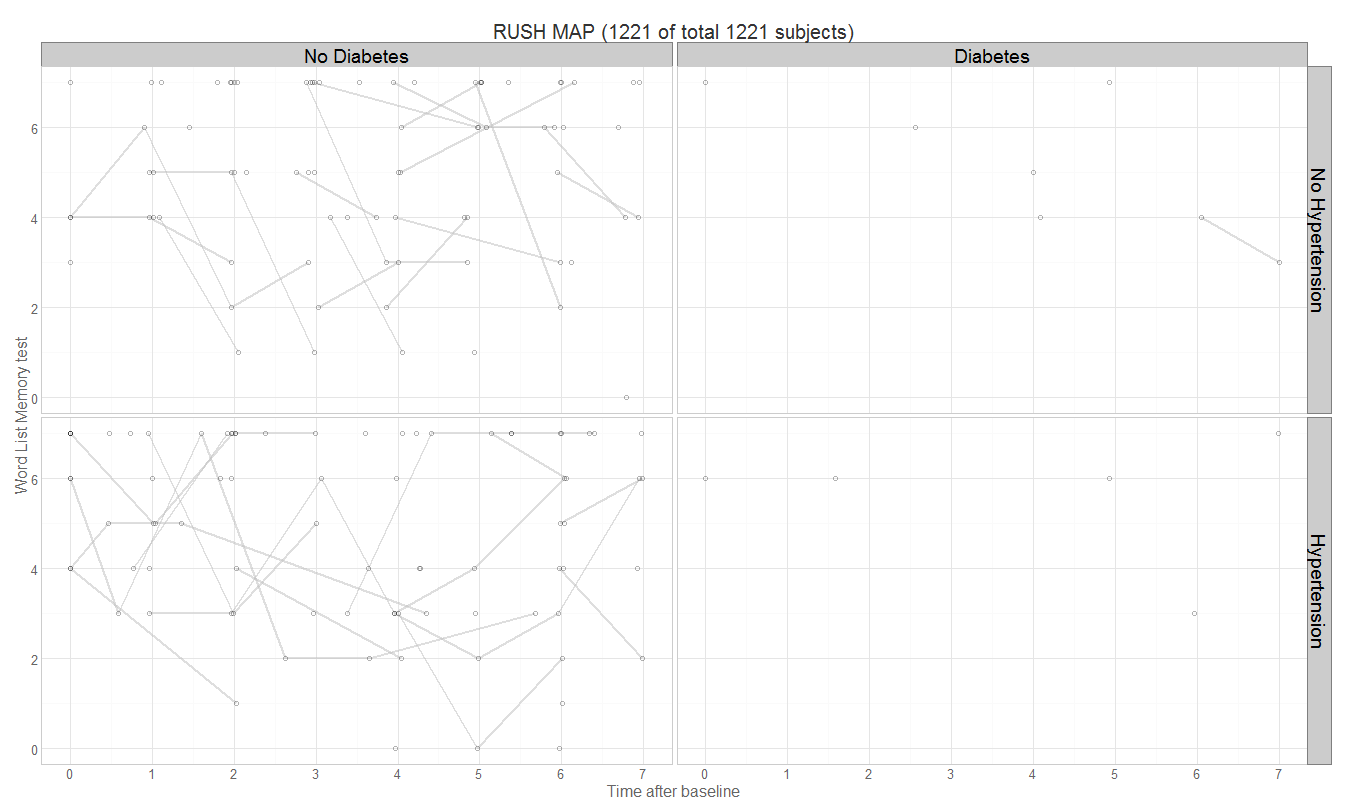 RUSH MAP (1221 of total 1221 subjects)
No Diabetes
Diabetes
6
4
2
0
No Hypertension
6
4
2
0
Hypertension
Word List Memory test
0 1 2 3 4 5 6 7
0 1 2 3 4 5 6 7
Time after baseline